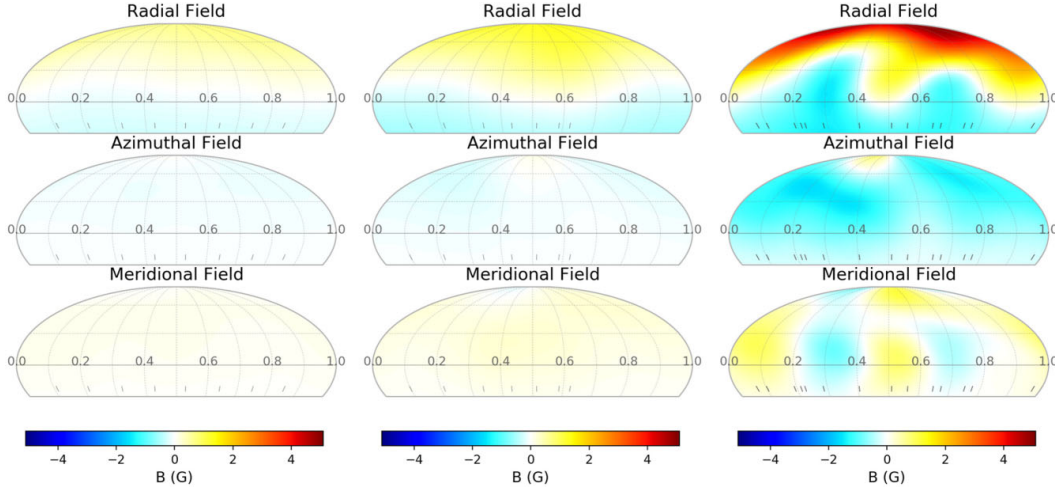 Radial Field Radial Field Radial Field
0.0 0.2 0.4 0.6 0.8 1.0 0.0 0.2 0.4 0.6 0.8 1.0 0.0 0.2 0.4 0.6 0.8 1.0
Azimuthal Field Azimuthal Field Azimuthal Field
0.0 0.2 0.4 0.6 0.8 1.0 0.0 0.2 0.4 0.6 0.8 1.0 0.0 0.2 0.4 0.6 0.8 1.0
Meridional Field Meridional Field Meridional Field
0.0 0.2 0.4 0.6 0.8 1.0 0.0 0.2 0.4 0.6 0.8 1.0 0.0 0.2 0.4 0.6 0.8 1.0
−4 −2 0 2 4 −4 −2 0 2 4 −4 −2 0 2 4
B (G) B (G) B (G)